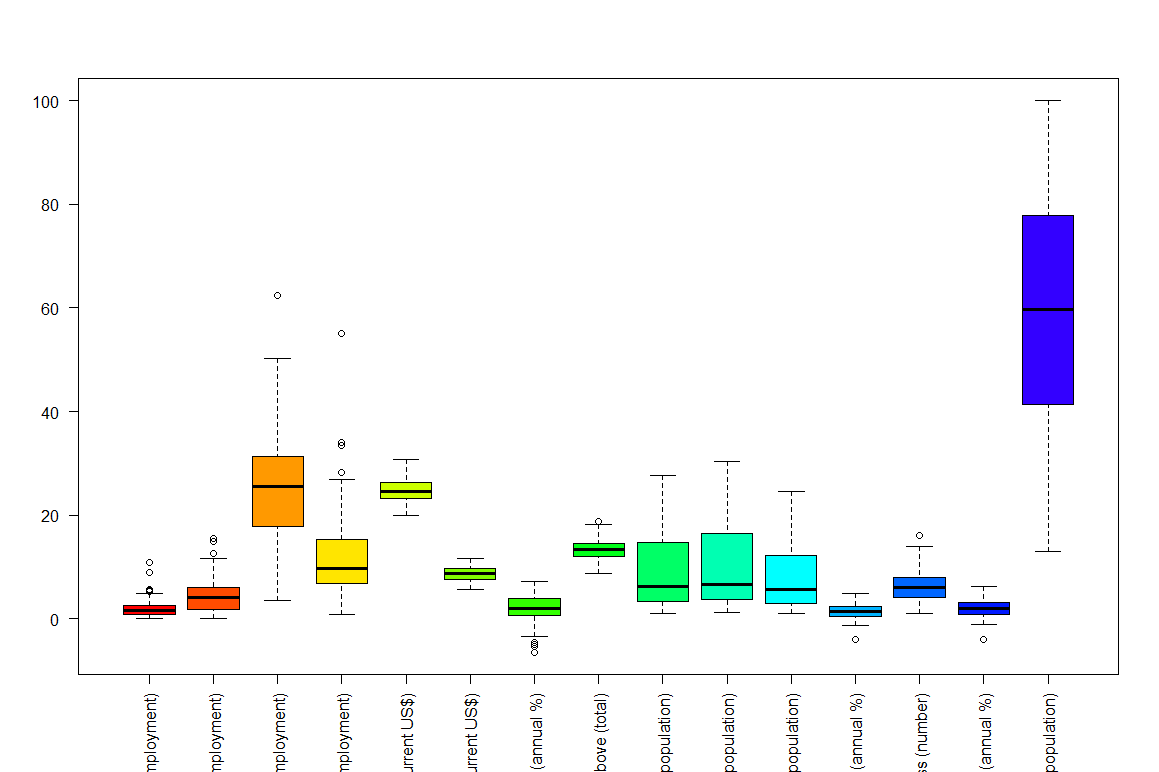 100
80
60
40
20
0
mployment)
mployment)
mployment)
mployment)
urrent US$)
urrent US$)
(annual %)
bove (total)
population)
population)
population)
(annual %)
ss (number)
(annual %)
population)